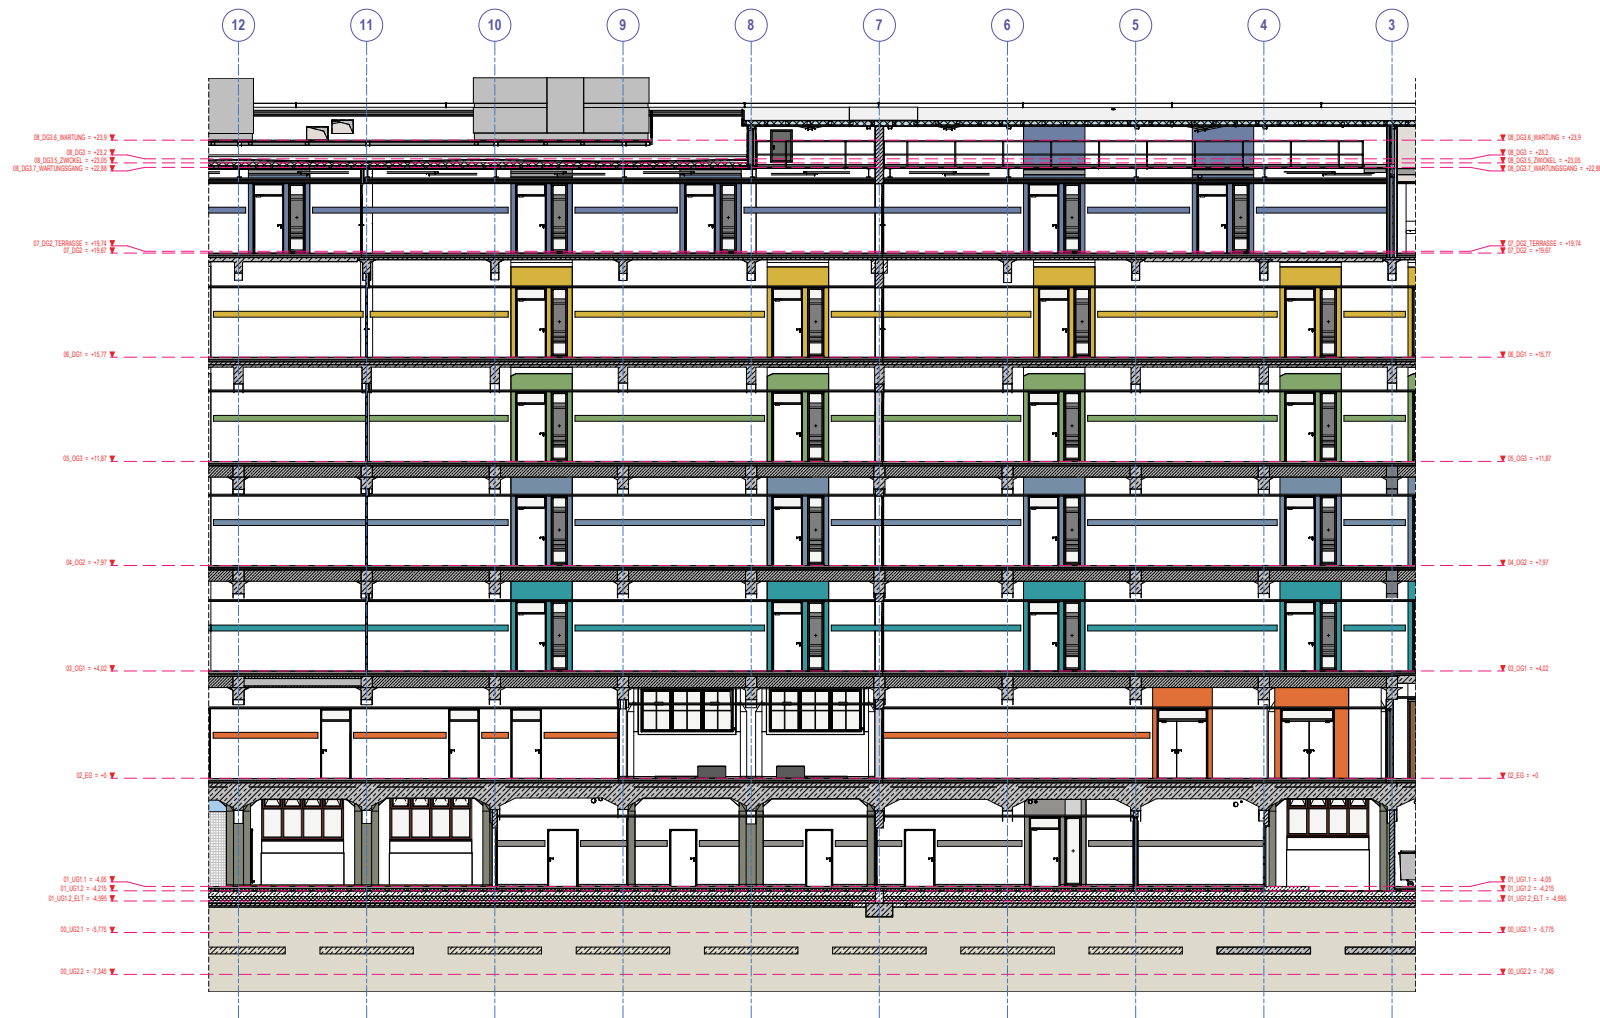 12 11 10 9 8 7 6 5 4 3
08_DG3.6_WARTUNG = +23,9
08_DG3 = +23,2
08_DG3.5_ZWICKEL = +23,05
08_DG3.7_WARTUNGSGANG = +22,88
07_DG2_TERRASSE = +19,74
07_DG2 = +19,67
06_DG1 = +15,77
05_OG3 = +11,87
04_OG2 = +7,97
03_OG1 = +4,02
02_EG = +0
01_UG1.1 = -4,05
01_UG1.2 = -4,215
01_UG1.2_ELT = -4,595
00_UG2.1 = -5,775
00_UG2.2 = -7,345
08_DG3.6_WARTUNG = +23,9
08_DG3 = +23,2
08_DG3.5_ZWICKEL = +23,05
08_DG3.7_WARTUNGSGANG = +22,88
07_DG2_TERRASSE = +19,74
07_DG2 = +19,67
06_DG1 = +15,77
05_OG3 = +11,87
04_OG2 = +7,97
03_OG1 = +4,02
02_EG = +0
01_UG1.1 = -4,05
01_UG1.2 = -4,215
01_UG1.2_ELT = -4,595
00_UG2.1 = -5,775
00_UG2.2 = -7,345